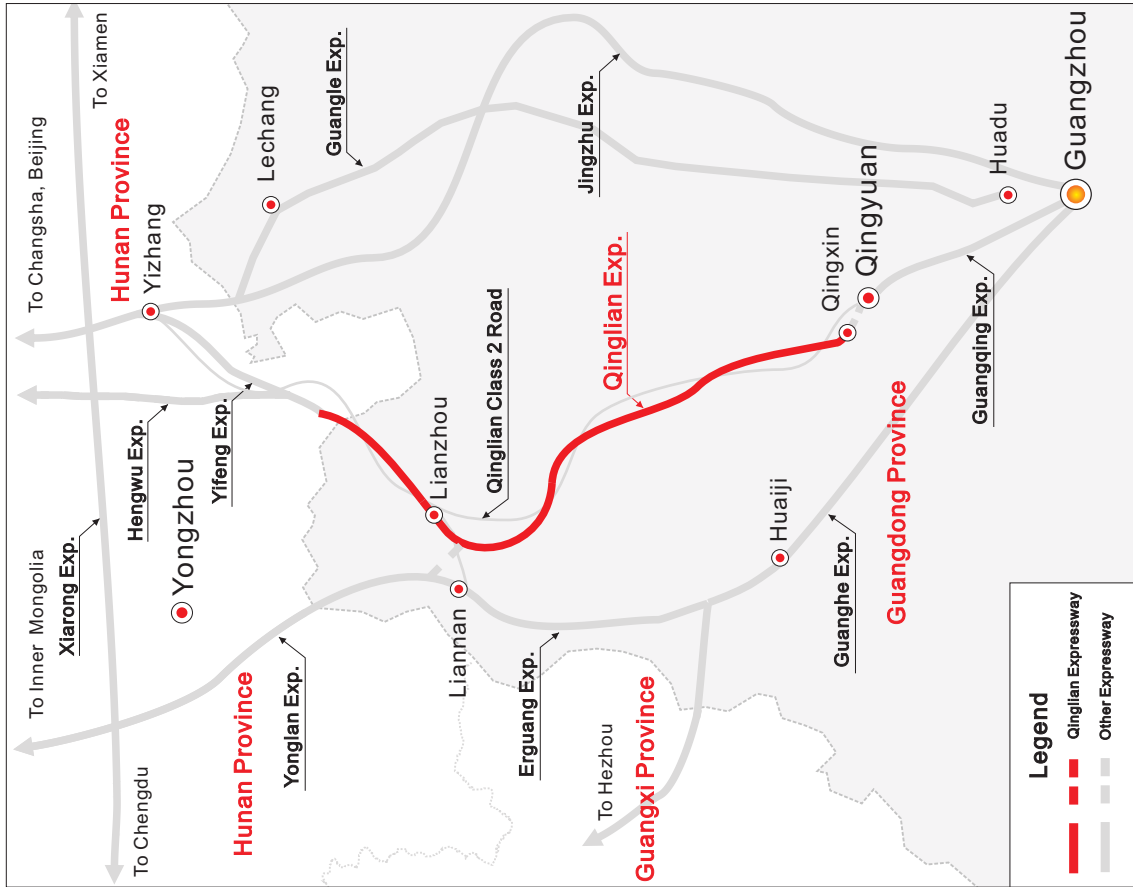 To Xiamen
To Changsha, Beijing
Hunan Province
Yizhang
Lechang
Guangle Exp.
Jingzhu Exp.
Huadu
Guangzhou
Qingyuan
Qingxin
Qinglian Exp.
Qinglian Class 2 Road
Guangqing Exp.
Lianzhou
Yifeng Exp.
Hengwu Exp.
Yongzhou
Xiarong Exp.
To Inner Mongolia
To Chengdu
Hunan Province
Yonglan Exp.
Liannan
Erguang Exp.
Huaiji
Guanghe Exp.
Guangdong Province
To Hezhou
Guangxi Province
Legend
Qinglian Expressway
Other Expressway